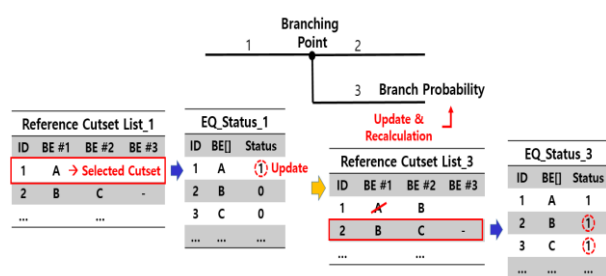 Branching
Point
1
2
3
Branch Probability
Update &
Recalculation
Reference Cutset List_1
ID BE #1 BE #2 BE #3
1 A → Selected Cutset
2 B C -
... ...
EQ_Status_1
ID BE[] Status
1 A 1 Update
2 B 0
3 C 0
... ... ...
Reference Cutset List_3
ID BE #1 BE #2 BE #3
1 A B
2 B C -
... ...
EQ_Status_3
ID BE[] Status
1 A 1
2 B 1
3 C 1
... ... ...